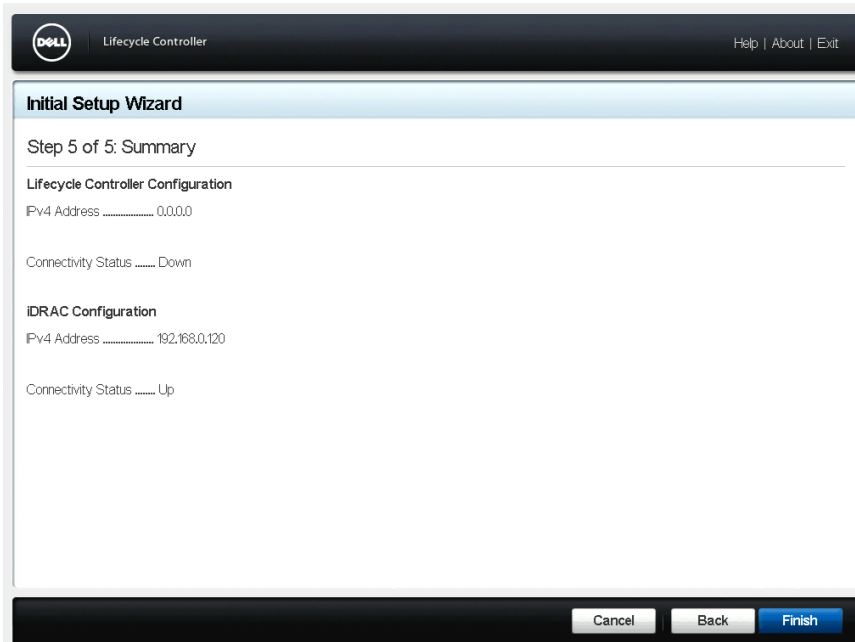 DELL Lifecycle Controller Help | About | Exit
Initial Setup Wizard
Step 5 of 5: Summary
Lifecycle Controller Configuration
IPv4 Address .................... 0.0.0.0
Connectivity Status ........ Down
iDRAC Configuration
IPv4 Address .................... 192.168.0.120
Connectivity Status ........ Up
Cancel Back Finish